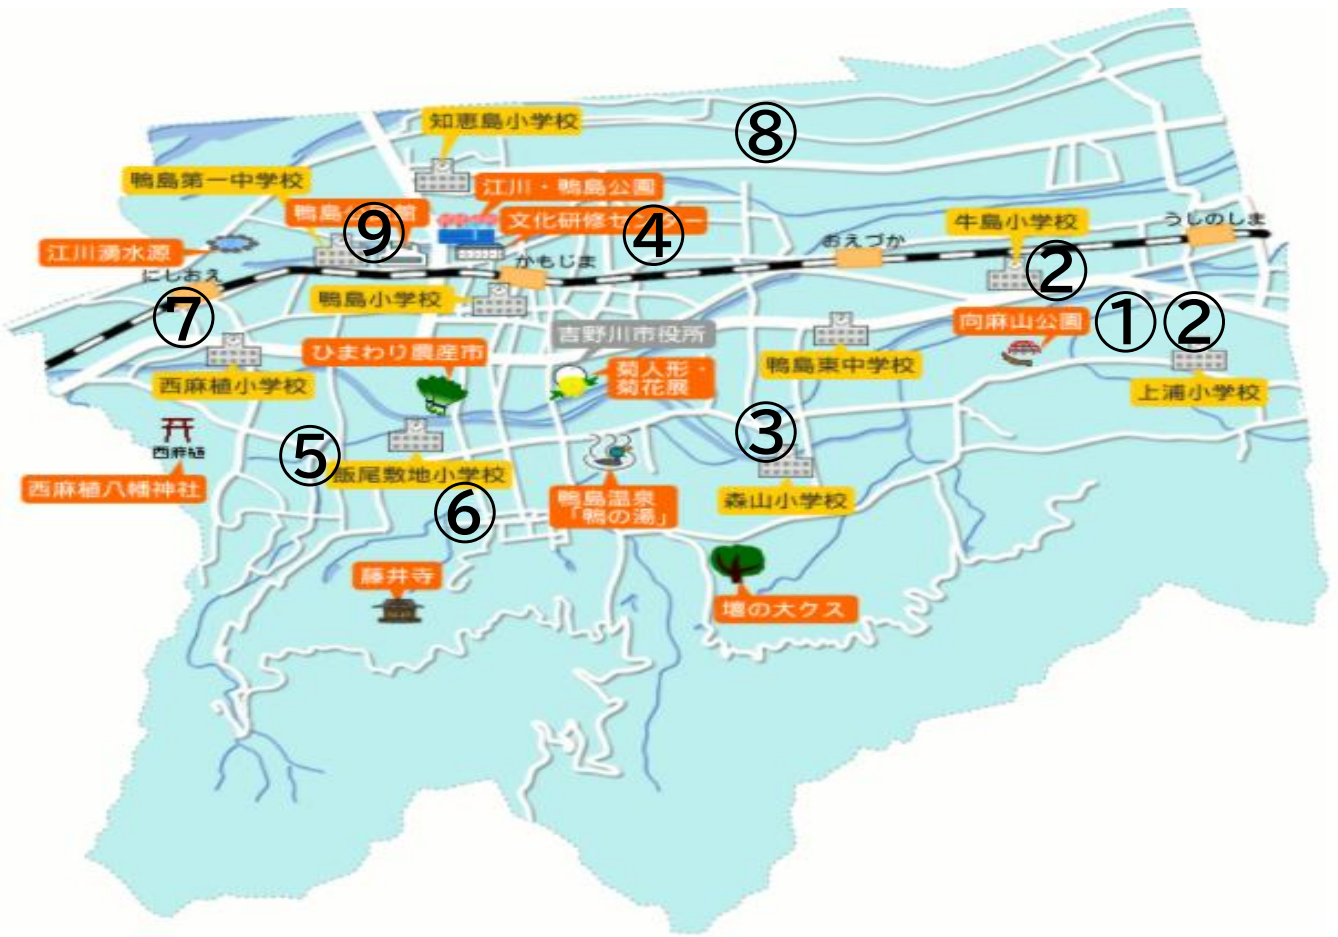 知恵島小学校
⑧
鴨島第一中学校
江川・鴨島公園
鴨島
館
⑨
文化研修セ
ター
④
牛島小学校
うしのしま
江川湧水源
おえづか
にしおえ
かもじま
②
⑦
鴨島小学校
向麻山公園
①
②
吉野川市役所
ひまわり農産市
鴨島東中学校
西麻植小学校
菊人形・
菊花展
上浦小学校
西麻植
③
⑤
飯尾敷地小学校
西麻植八幡神社
鴨島温泉
「鴨の湯」
森山小学校
⑥
藤井寺
壇の大クス